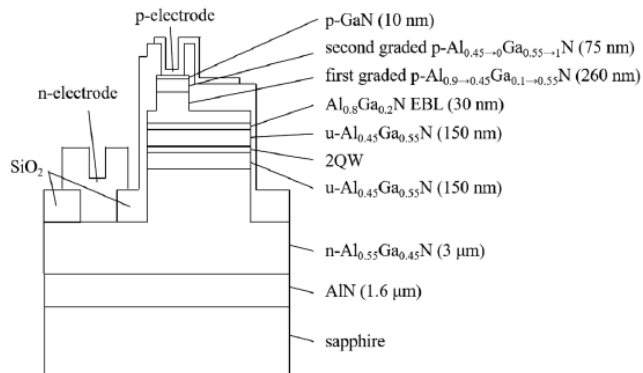 p-electrode
n-electrode
SiO₂
p-GaN (10 nm)
second graded p-Al₀.₄₅→₀Ga₀.₅₅→₁N (75 nm)
first graded p-Al₀.₉→₀.₄₅Ga₀.₁→₀.₅₅N (260 nm)
Al₀.₈Ga₀.₂N EBL (30 nm)
u-Al₀.₄₅Ga₀.₅₅N (150 nm)
2QW
u-Al₀.₄₅Ga₀.₅₅N (150 nm)
n-Al₀.₅₅Ga₀.₄₅N (3 μm)
AlN (1.6 μm)
sapphire